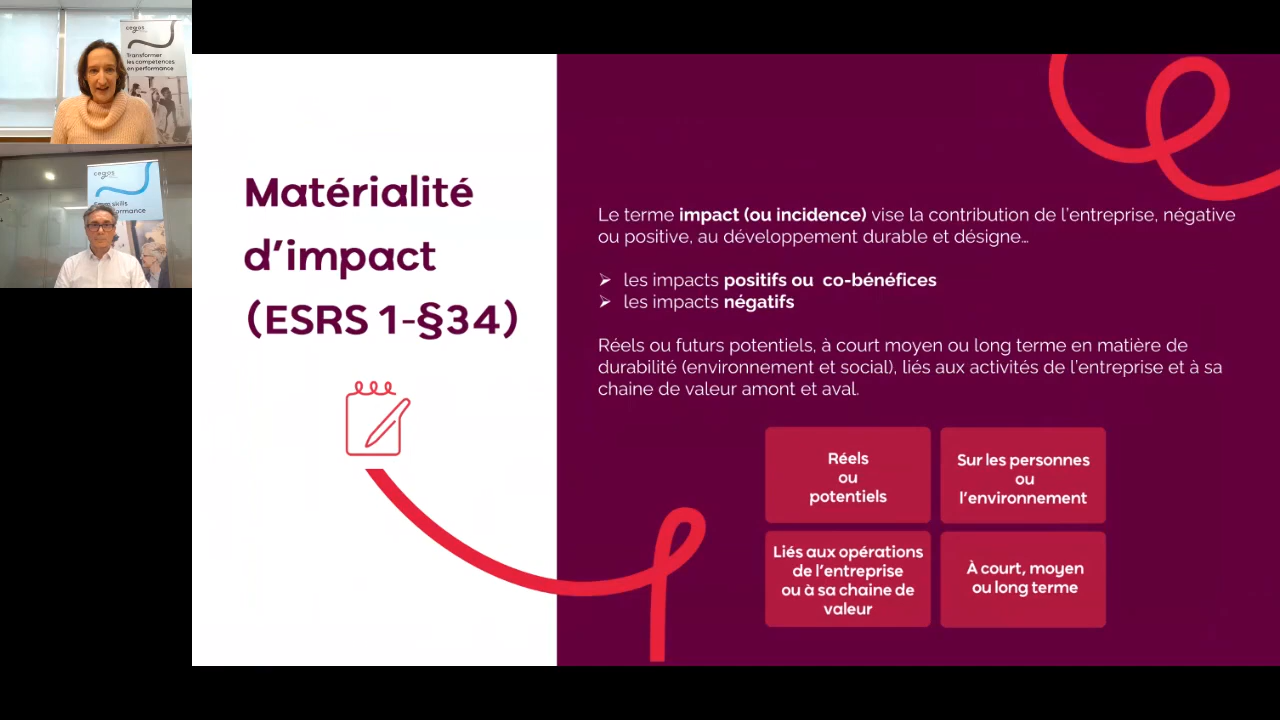 cegos
Transformer
les compétences
en performance
cegos
Matérialité
d'impact
(ESRS 1-§34)
Le terme impact (ou incidence) vise la contribution de l'entreprise, négative
ou positive, au développement durable et désigne…
➢ les impacts positifs ou co-bénéfices
➢ les impacts négatifs
Réels ou futurs potentiels, à court moyen ou long terme en matière de
durabilité (environnement et social), liés aux activités de l'entreprise et à sa
chaine de valeur amont et aval.
Réels
ou
potentiels
Sur les personnes
ou
l'environnement
Liés aux opérations
de l'entreprise
ou à sa chaine de
valeur
À court, moyen
ou long terme